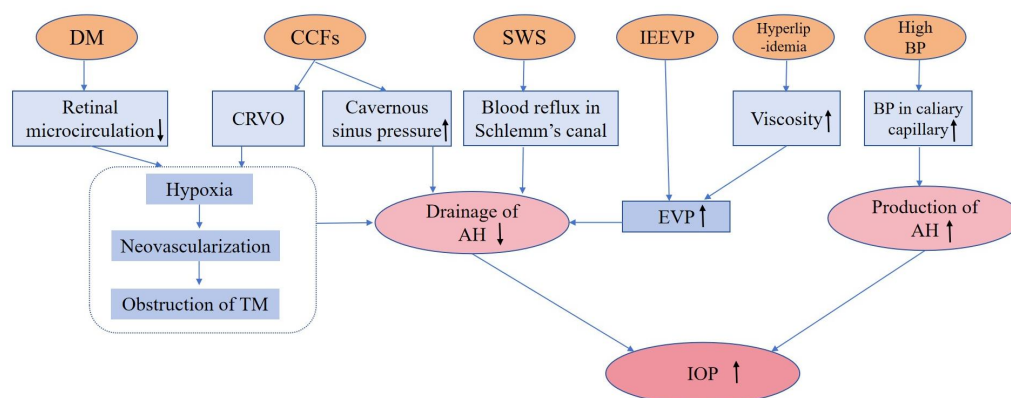 DM
CCFs
SWS
IEEVP
Hyperlip
-idemia
High
BP
Retinal
microcirculation↓
CRVO
Cavernous
sinus pressure↑
Blood reflux in
Schlemm's canal
Viscosity↑
BP in caliary
capillary↑
Hypoxia
Neovascularization
Obstruction of TM
Drainage of
AH ↓
EVP↑
Production of
AH↑
IOP ↑